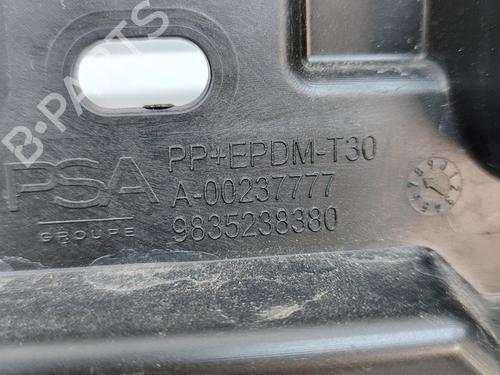 B-PARTS
PSA
GROUPE
PP+EPDM-T30
A-00237777
9835238380